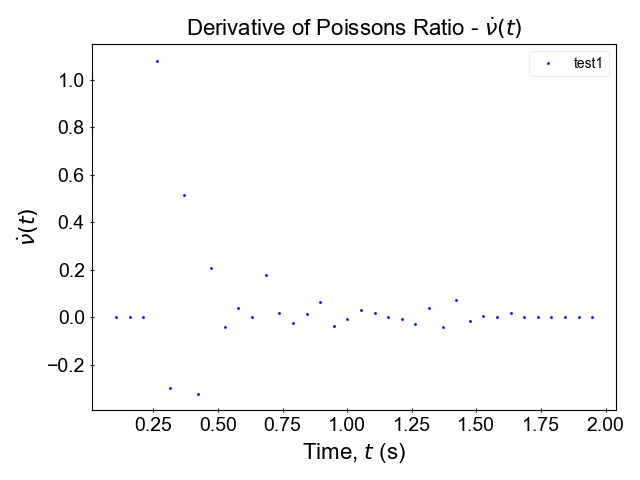 Derivative of Poissons Ratio - ν̇(t)
test1
1.0
0.8
0.6
0.4
0.2
0.0
−0.2
ν̇(t)
0.25 0.50 0.75 1.00 1.25 1.50 1.75 2.00
Time, t (s)